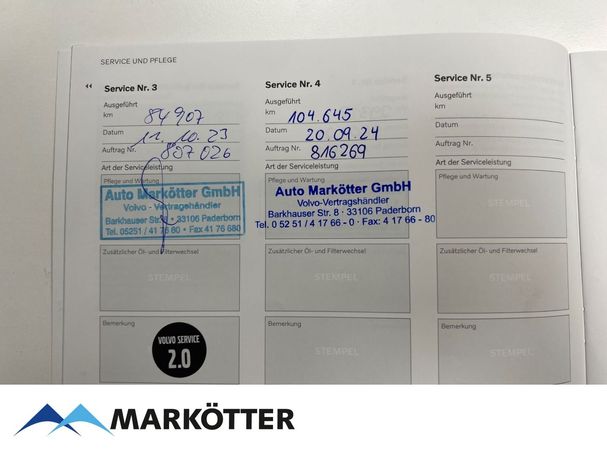 SERVICE UND PFLEGE
Service Nr. 3
Ausgeführt
km 84 907
Datum 11.10.23
Auftrag Nr. 807 026
Art der Serviceleistung
Pflege und Wartung
Auto Markötter GmbH
Volvo - Vertragshändler
Barkhauser Str. 8 • 33106 Paderborn
Tel. 05251 / 41 76 60 • Fax 41 76 680
Zusätzlicher Öl- und Filterwechsel
STEMPEL
Bemerkung
VOLVO SERVICE
2.0
Service Nr. 4
Ausgeführt
km 104.645
Datum 20.09.24
Auftrag Nr. 816269
Art der Serviceleistung
Pflege und Wartung
Auto Markötter GmbH
Volvo-Vertragshändler
Barkhauser Str. 8 · 33106 Paderborn
Tel. 0 52 51 / 4 17 66 - 0 · Fax: 4 17 66 - 80
Zusätzlicher Öl- und Filterwechsel
STEMPEL
Bemerkung
STEMPEL
Service Nr. 5
Ausgeführt
km
Datum
Auftrag Nr.
Art der Serviceleistung
Pflege und Wartung
STEMPEL
Zusätzlicher Öl- und Filterwechsel
STEMPEL
Bemerkung
STEMPEL
MARKÖTTER